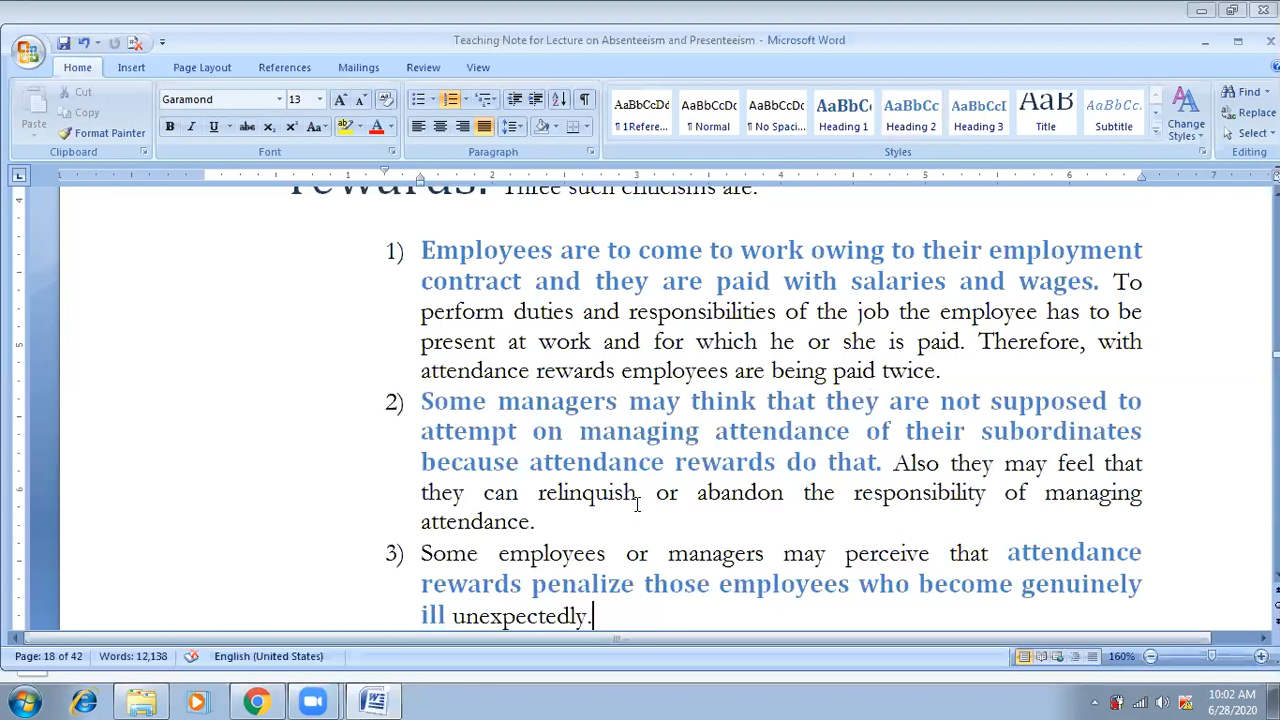 Teaching Note for Lecture on Absenteeism and Presenteeism - Microsoft Word
Home Insert Page Layout References Mailings Review View
Cut
Copy
Paste
Format Painter
Clipboard
Garamond 13
Font
Paragraph
AaBbCcDd AaBbCcDc AaBbCcDc AaBbC AaBbCc AaBbCcI AaB AaBbCc.
¶ 1Refere... ¶ Normal ¶ No Spaci... Heading 1 Heading 2 Heading 3 Title Subtitle
Change Styles
Styles
Find
Replace
Select
Editing
rewards. Three such criticisms are:
1) Employees are to come to work owing to their employment
contract and they are paid with salaries and wages. To
perform duties and responsibilities of the job the employee has to be
present at work and for which he or she is paid. Therefore, with
attendance rewards employees are being paid twice.
2) Some managers may think that they are not supposed to
attempt on managing attendance of their subordinates
because attendance rewards do that. Also they may feel that
they can relinquish or abandon the responsibility of managing
attendance.
3) Some employees or managers may perceive that attendance
rewards penalize those employees who become genuinely
ill unexpectedly.
Page: 18 of 42 Words: 12,138 English (United States) 160%
10:02 AM
6/28/2020